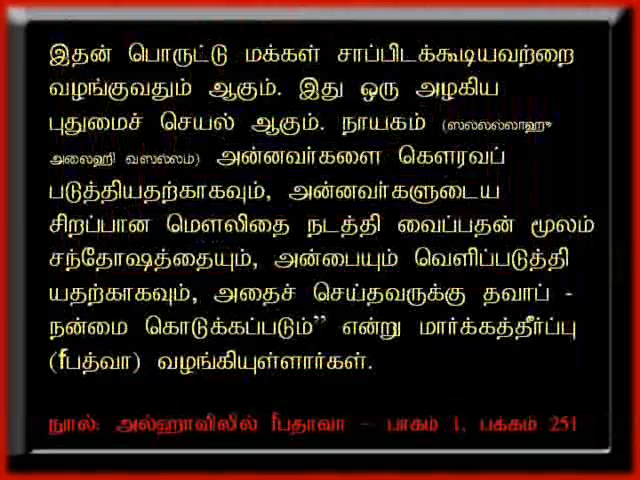 இதன் பொருட்டு மக்கள் சாப்பிடக்கூடியவற்றை
வழங்குவதும் ஆகும். இது ஒரு அழகிய
புதுமைச் செயல் ஆகும். நாயகம் (ஸல்லல்லாஹு
அலைஹி வஸல்லம்) அன்னவர்களை கௌரவப்
படுத்தியதற்காகவும், அன்னவர்களுடைய
சிறப்பான மௌலிதை நடத்தி வைப்பதன் மூலம்
சந்தோஷத்தையும், அன்பையும் வெளிப்படுத்தி
யதற்காகவும், அதைச் செய்தவருக்கு தவாப் -
நன்மை கொடுக்கப்படும்” என்று மார்க்கத்தீர்ப்பு
(fபத்வா) வழங்கியுள்ளார்கள்.
நூல்: அல்ஹாவிலில் fபதாவா – பாகம் 1, பக்கம் 251